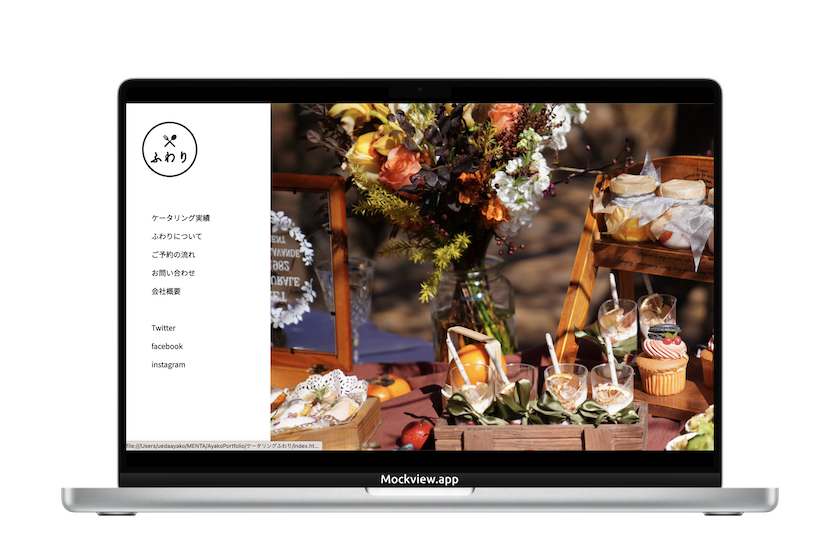 ふわり
ケータリング実績
ふわりについて
ご予約の流れ
お問い合わせ
会社概要
Twitter
facebook
instagram
LAVANDE
1982
file:///Users/uedaayako/MENTA/AyakoPortfolio/ケータリングふわり/index.ht...
Mockview.app